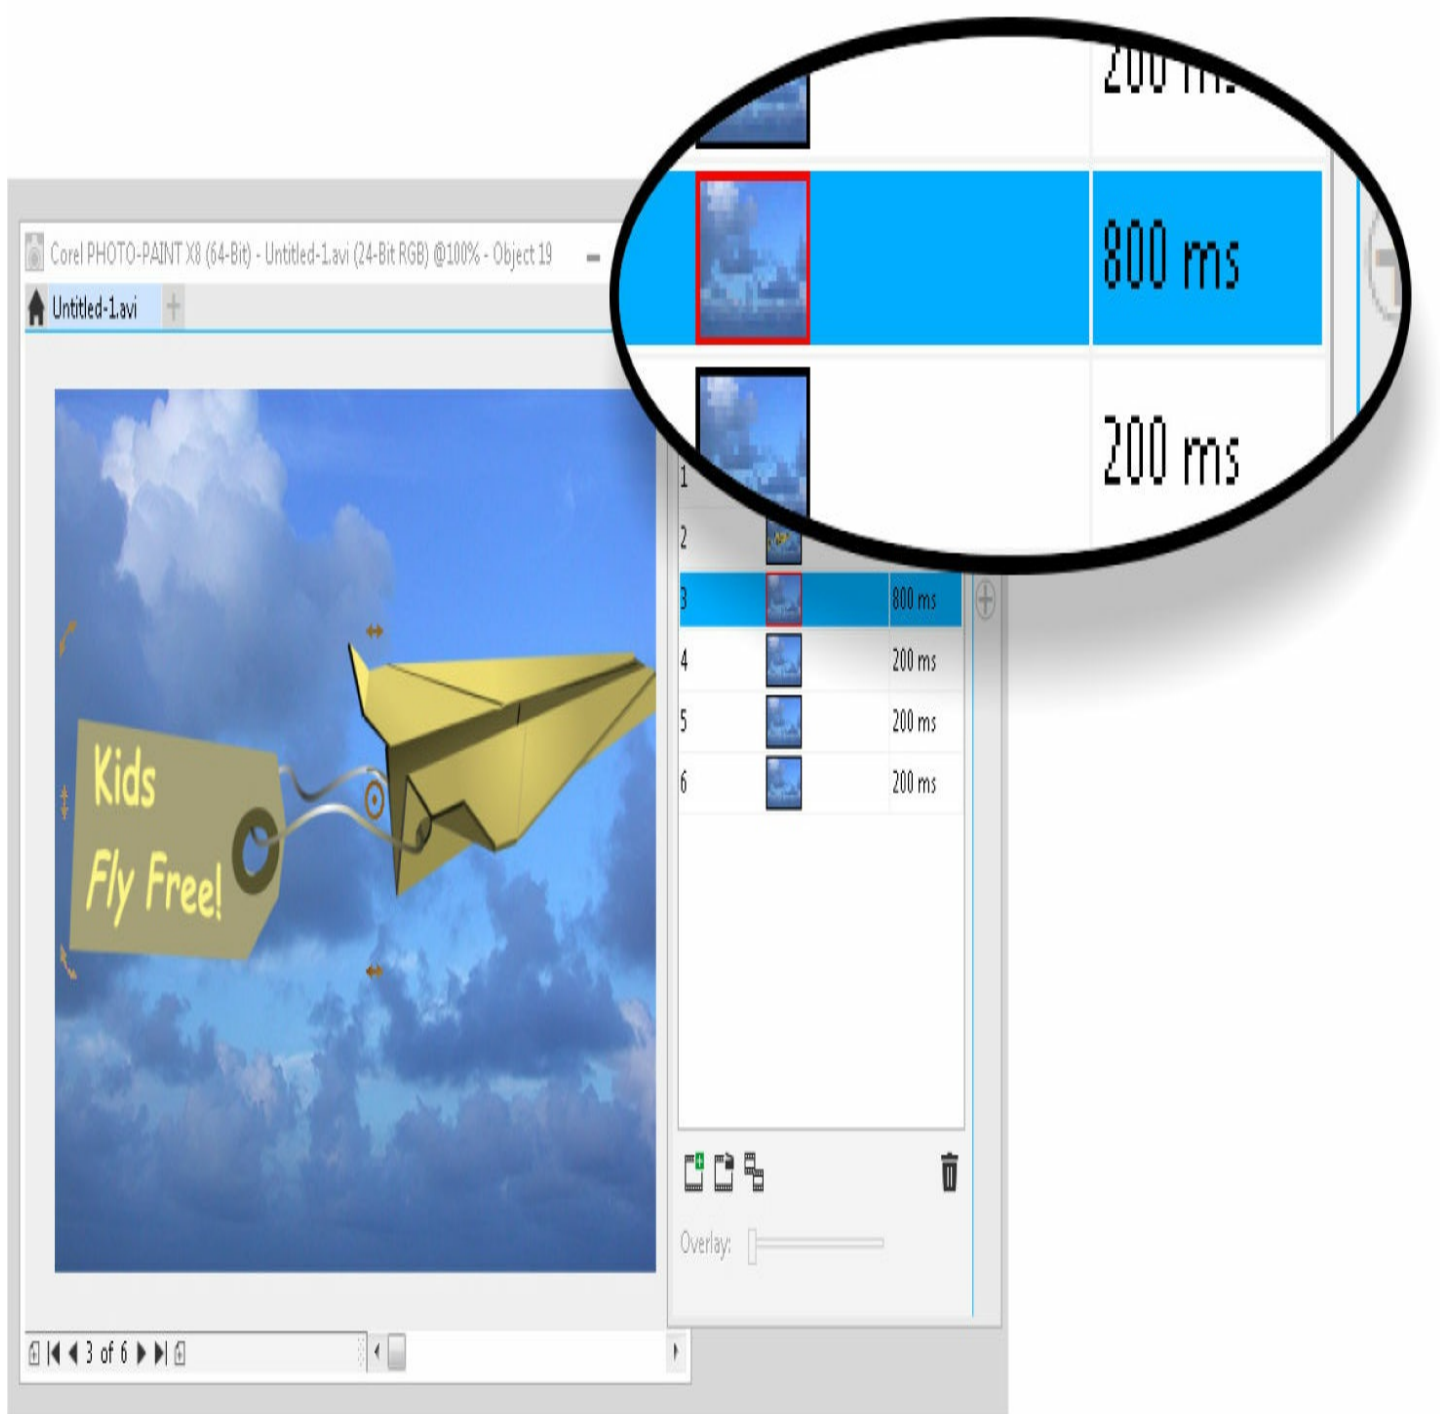 200 ms
800 ms
200 ms
Corel PHOTO-PAINT X8 (64-Bit) - Untitled-1.avi (24-Bit RGB) @100% - Object 19
Untitled-1.avi
Kids
Fly Free!
1
2
3 800 ms
4 200 ms
5 200 ms
6 200 ms
Overlay:
3 of 6